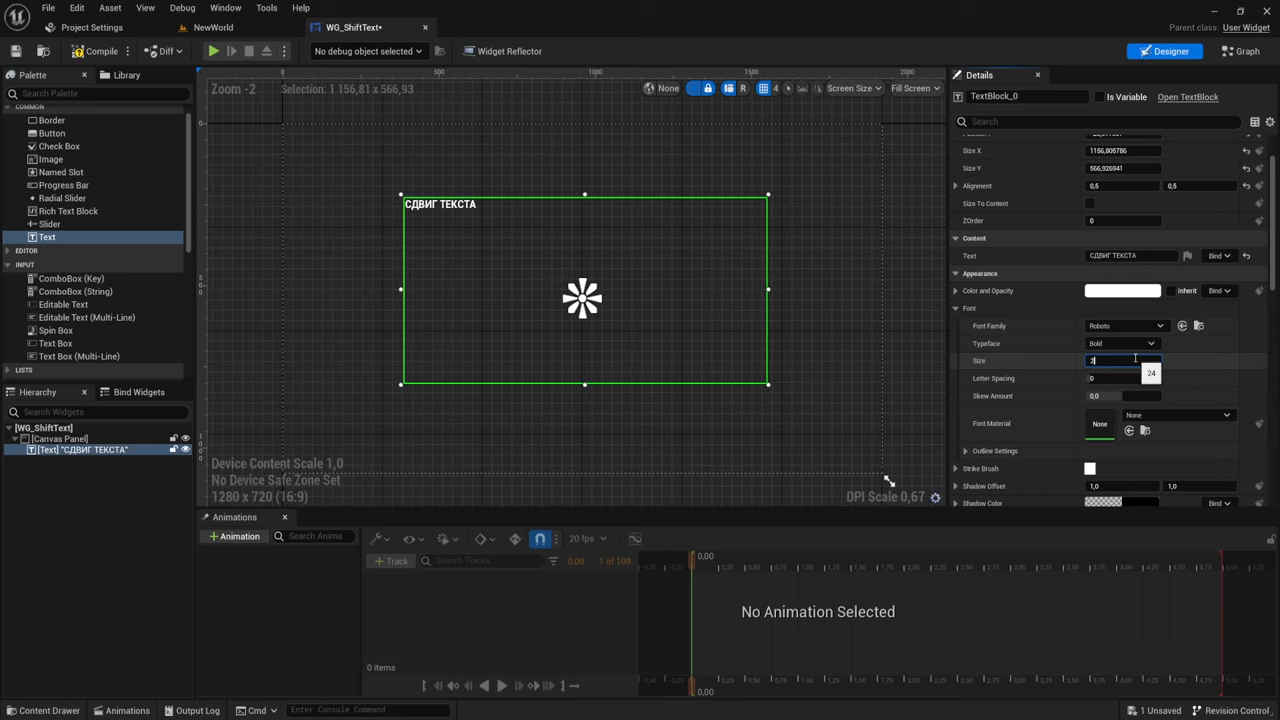 File Edit Asset View Debug Window Tools Help
Project Settings NewWorld WG_ShiftText• Parent class: User Widget
Compile Diff No debug object selected Widget Reflector Designer Graph
Palette Library
Search Palette
COMMON
Border
Button
Check Box
Image
Named Slot
Progress Bar
Radial Slider
Rich Text Block
Slider
Text
EDITOR
INPUT
ComboBox (Key)
ComboBox (String)
Editable Text
Editable Text (Multi-Line)
Spin Box
Text Box
Text Box (Multi-Line)
LISTS
Hierarchy Bind Widgets
Search Widgets
[WG_ShiftText]
[Canvas Panel]
[Text] "СДВИГ ТЕКСТА"
0 500 1000 1500 2000
Zoom -2 Selection: 1 156,81 x 566,93
None R 4 Screen Size Fill Screen
СДВИГ ТЕКСТА
Device Content Scale 1,0
No Device Safe Zone Set
1280 x 720 (16:9)
DPI Scale 0,67
Details
TextBlock_0 Is Variable Open TextBlock
Search
Size X 1156,805786
Size Y 566,926941
Alignment 0,5 0,5
Size To Content
ZOrder 0
Content
Text СДВИГ ТЕКСТА Bind
Appearance
Color and Opacity Inherit Bind
Font
Font Family Roboto
Typeface Bold
Size 2
24
Letter Spacing 0
Skew Amount 0,0
Font Material None None
Outline Settings
Strike Brush
Shadow Offset 1,0 1,0
Shadow Color Bind
Animations
+ Animation Search Anima
20 fps
+ Track Search Tracks 0,00 1 of 100
0,00
No Animation Selected
0 items
0,00
Content Drawer Animations Output Log Cmd Enter Console Command 1 Unsaved Revision Control